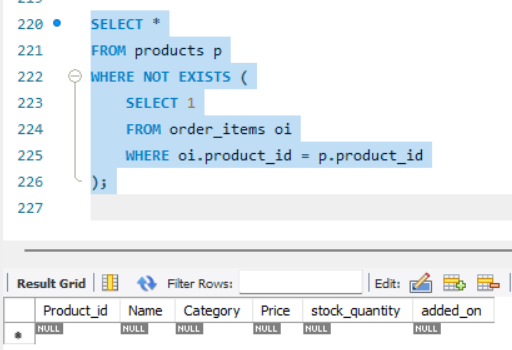 220 SELECT *
221 FROM products p
222 WHERE NOT EXISTS (
223 SELECT 1
224 FROM order_items oi
225 WHERE oi.product_id = p.product_id
226 );
227
Result Grid Filter Rows: Edit:
Product_id Name Category Price stock_quantity added_on
NULL NULL NULL NULL NULL NULL